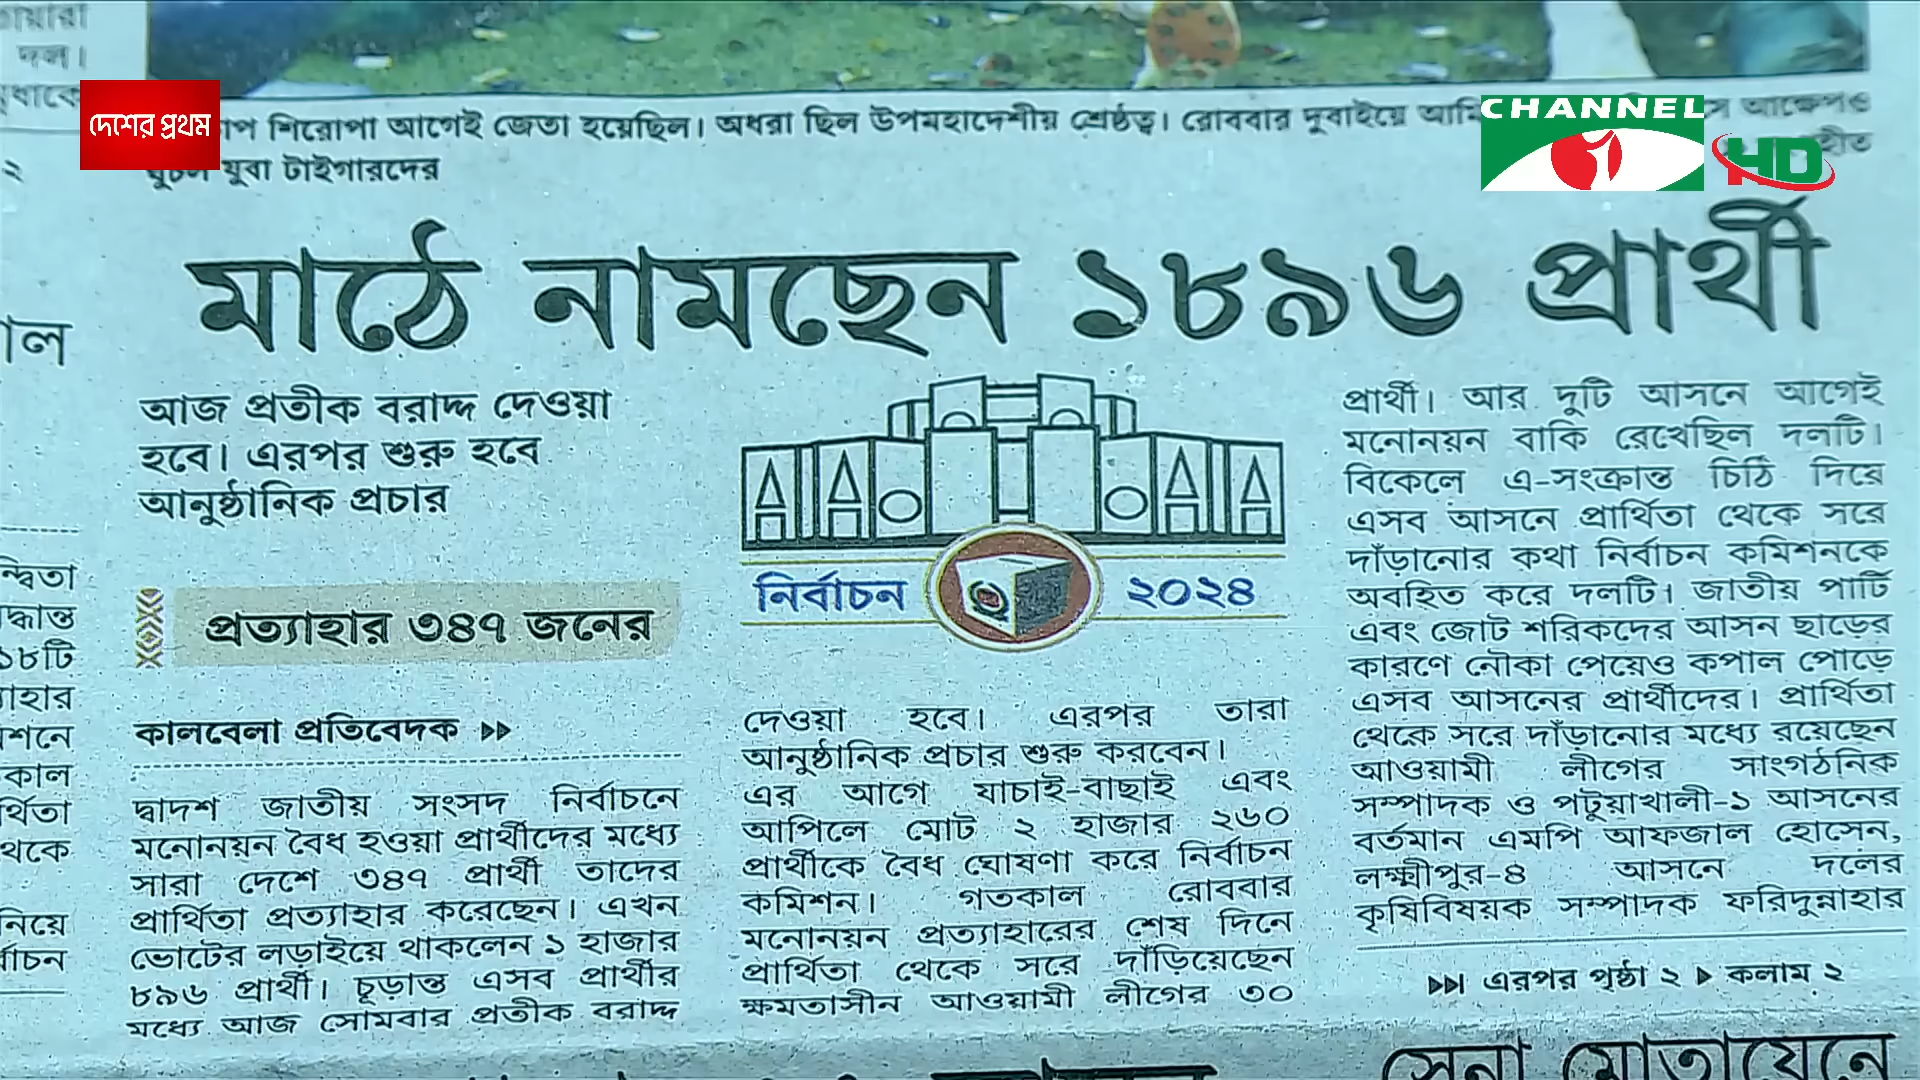 দল।
দেশের প্রথম
CHANNEL
HD
শিরোপা আগেই জেতা হয়েছিল। অধরা ছিল উপমহাদেশীয় শ্রেষ্ঠত্ব। রোববার দুবাইয়ে
যুবা টাইগারদের
২
মাঠে নামছেন ১৮৯৬ প্রার্থী
আজ প্রতীক বরাদ্দ দেওয়া
হবে। এরপর শুরু হবে
আনুষ্ঠানিক প্রচার
প্রত্যাহার ৩৪৭ জনের
কালবেলা প্রতিবেদক
দ্বাদশ জাতীয় সংসদ নির্বাচনে
মনোনয়ন বৈধ হওয়া প্রার্থীদের মধ্যে
সারা দেশে ৩৪৭ প্রার্থী তাদের
প্রার্থিতা প্রত্যাহার করেছেন। এখন
ভোটের লড়াইয়ে থাকলেন ১ হাজার
৮৯৬ প্রার্থী। চূড়ান্ত এসব প্রার্থীর
মধ্যে আজ সোমবার প্রতীক বরাদ্দ
নির্বাচন ২০২৪
দেওয়া হবে। এরপর তারা
আনুষ্ঠানিক প্রচার শুরু করবেন।
এর আগে যাচাই-বাছাই এবং
আপিলে মোট ২ হাজার ২৬০
প্রার্থীকে বৈধ ঘোষণা করে নির্বাচন
কমিশন। গতকাল রোববার
মনোনয়ন প্রত্যাহারের শেষ দিনে
প্রার্থিতা থেকে সরে দাঁড়িয়েছেন
ক্ষমতাসীন আওয়ামী লীগের ৩০
প্রার্থী। আর দুটি আসনে আগেই
মনোনয়ন বাকি রেখেছিল দলটি।
বিকেলে এ-সংক্রান্ত চিঠি দিয়ে
এসব আসনে প্রার্থিতা থেকে সরে
দাঁড়ানোর কথা নির্বাচন কমিশনকে
অবহিত করে দলটি। জাতীয় পার্টি
এবং জোট শরিকদের আসন ছাড়ের
কারণে নৌকা পেয়েও কপাল পোড়ে
এসব আসনের প্রার্থীদের। প্রার্থিতা
থেকে সরে দাঁড়ানোর মধ্যে রয়েছেন
আওয়ামী লীগের সাংগঠনিক
সম্পাদক ও পটুয়াখালী-১ আসনের
বর্তমান এমপি আফজাল হোসেন,
লক্ষ্মীপুর-৪ আসনে দলের
কৃষিবিষয়ক সম্পাদক ফরিদুন্নাহার
এরপর পৃষ্ঠা ২ কলাম ২
সেনা মোতায়েনে